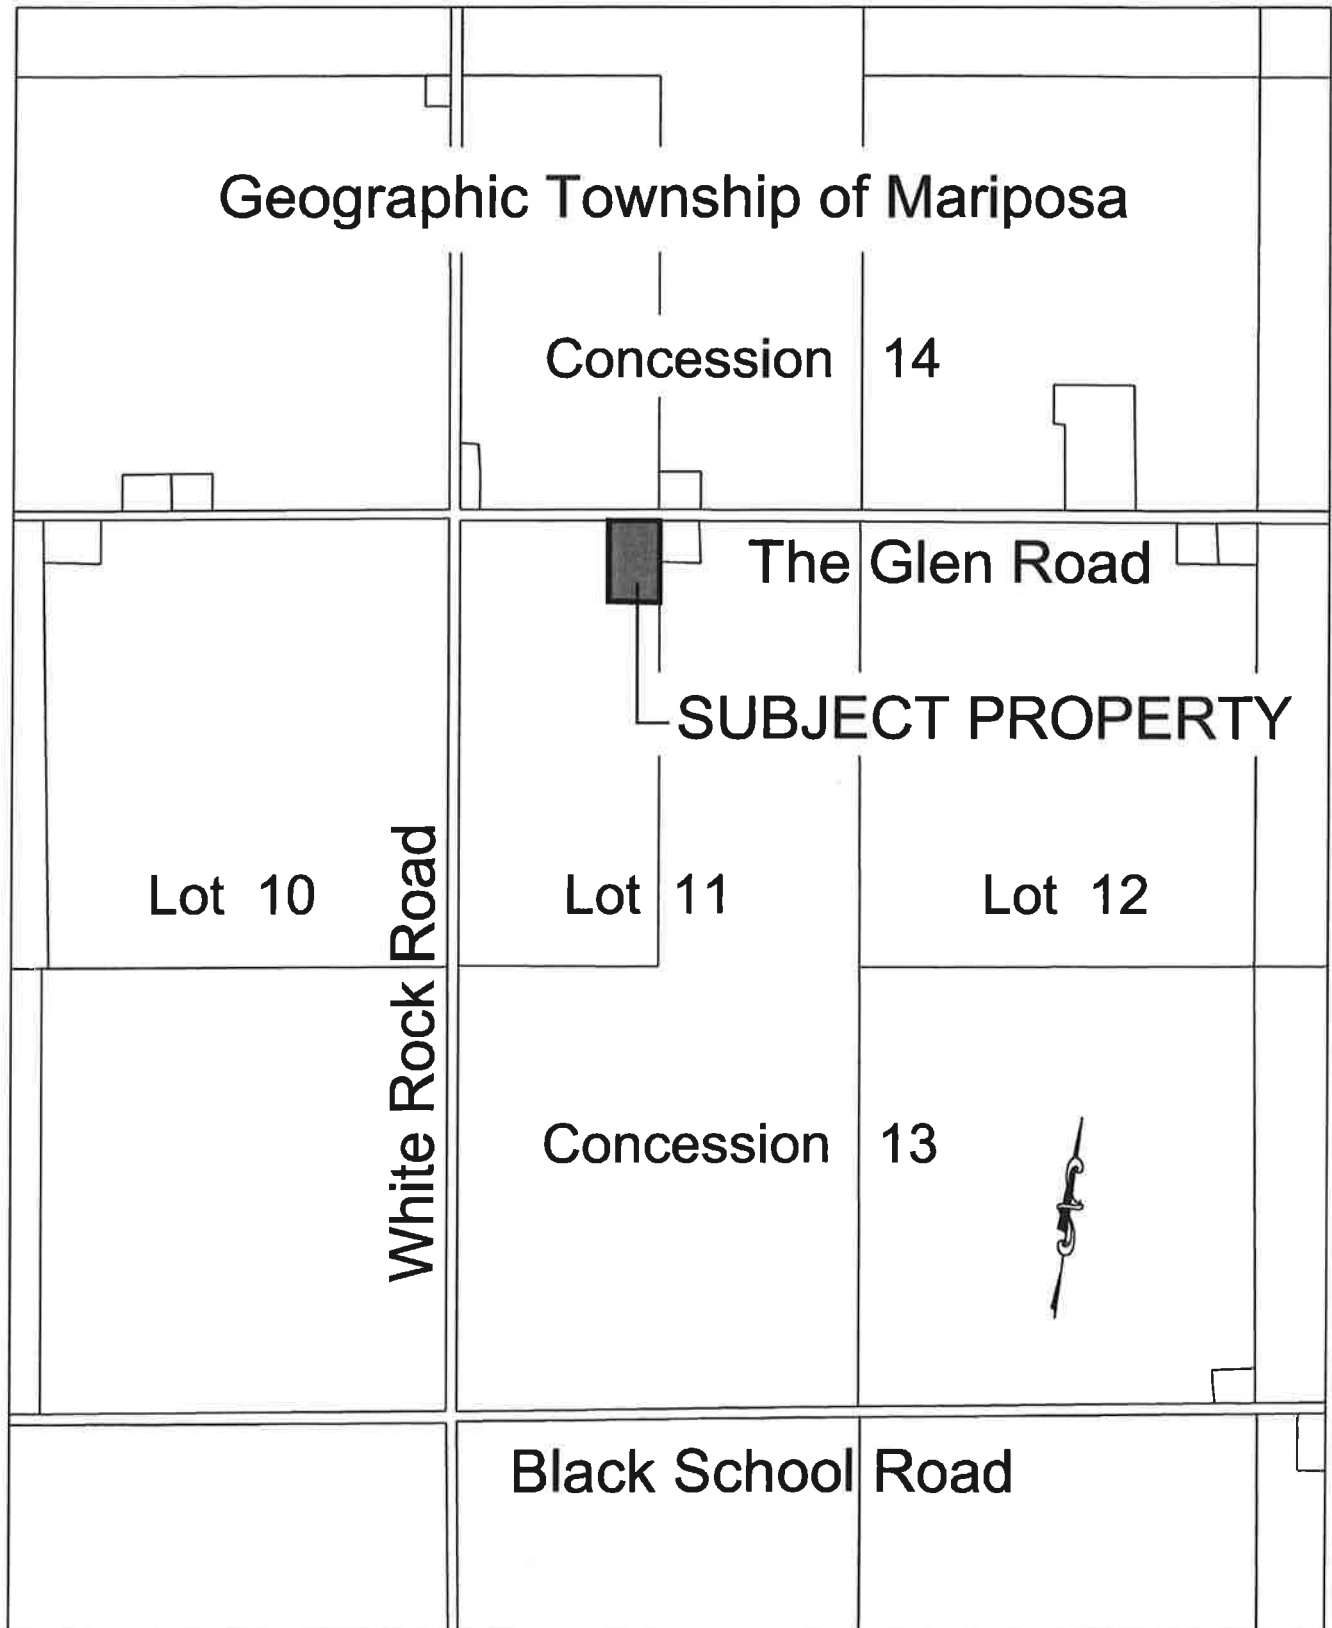 Geographic Township of Mariposa
Concession 14
The Glen Road
SUBJECT PROPERTY
Lot 10
Lot 11
Lot 12
White Rock Road
Concession 13
Black School Road